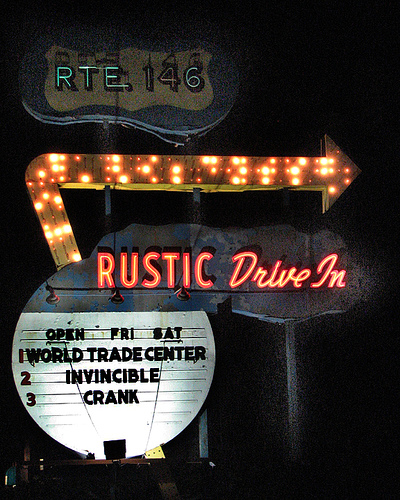 RTE. 146
RUSTIC Drive In
OPEN FRI SAT
1 WORLD TRADE CENTER
2 INVINCIBLE
3 CRANK